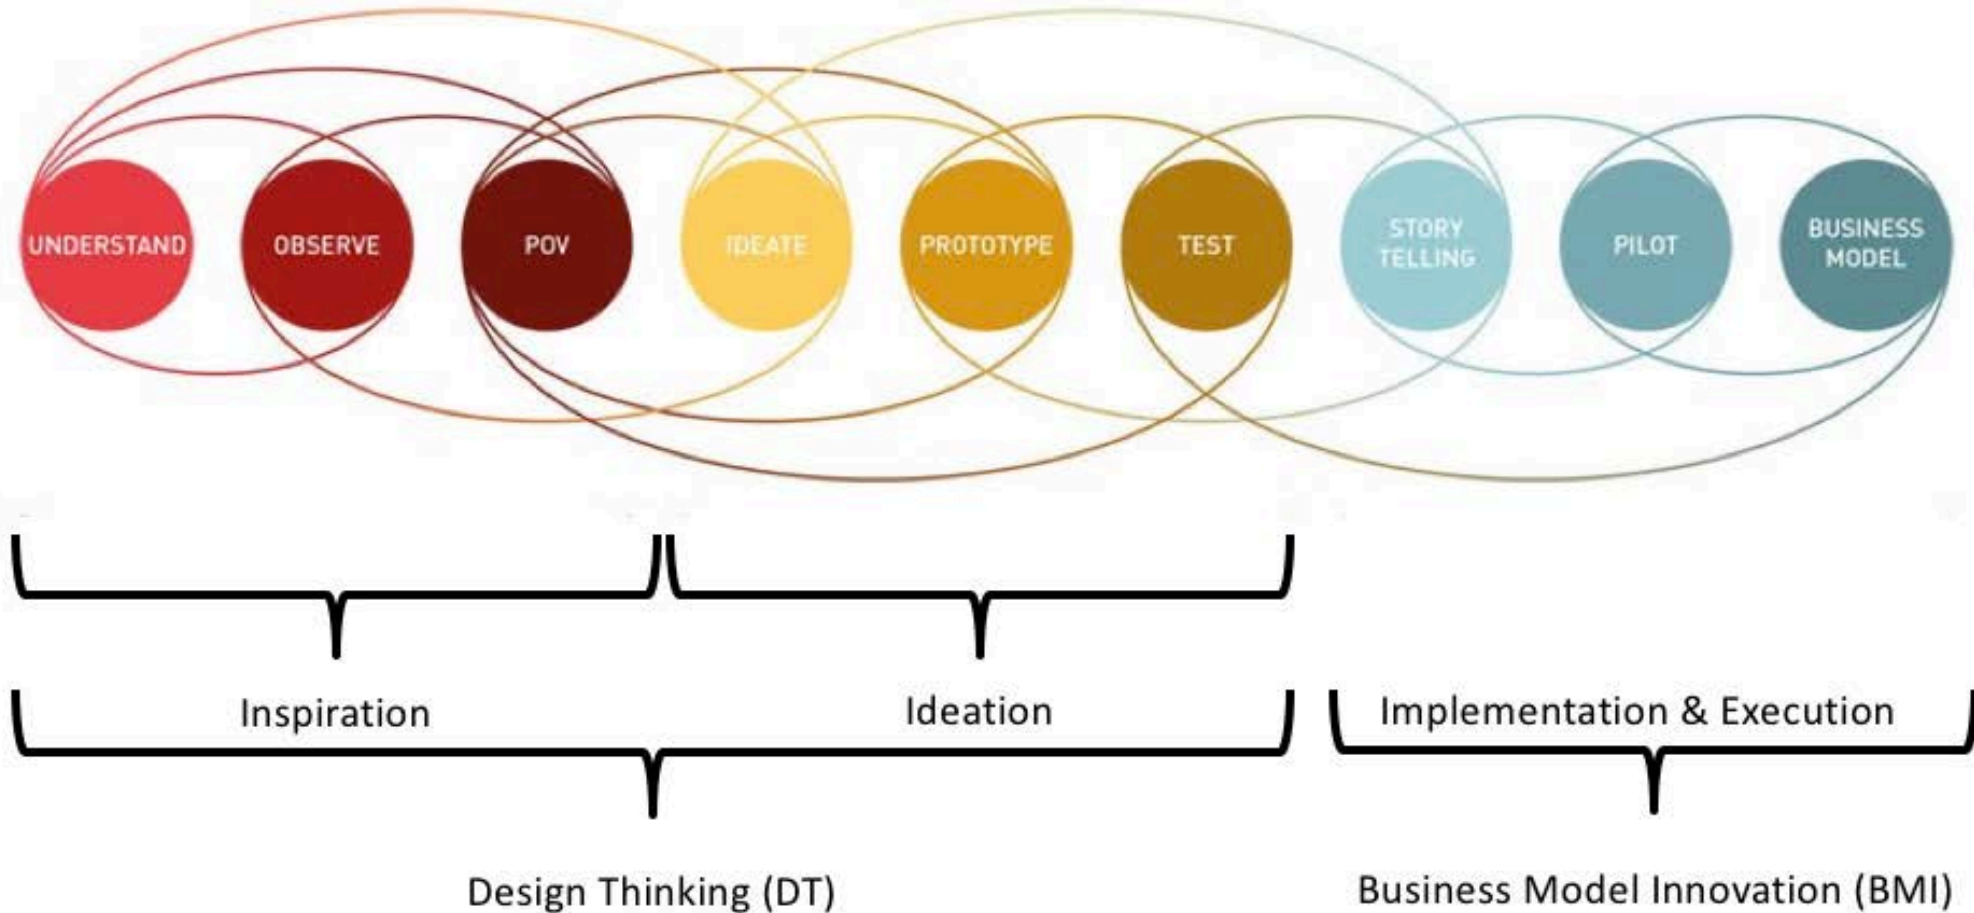 UNDERSTAND
OBSERVE
POV
IDEATE
PROTOTYPE
TEST
STORY
TELLING
PILOT
BUSINESS
MODEL
Inspiration
Ideation
Implementation & Execution
Design Thinking (DT)
Business Model Innovation (BMI)